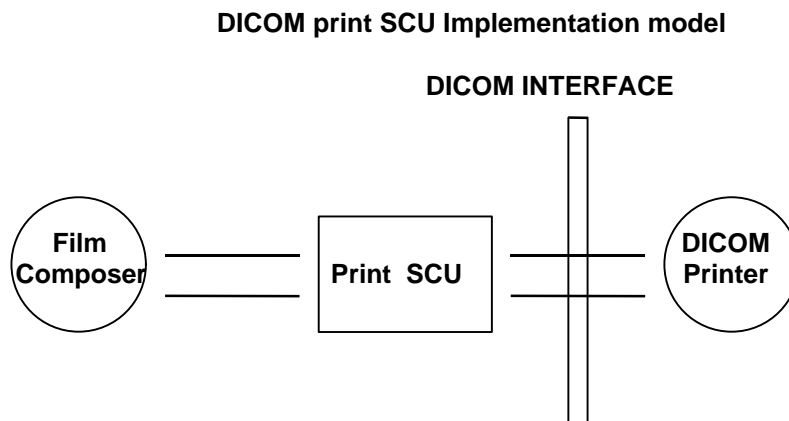 DICOM print SCU Implementation model
DICOM INTERFACE
Film
Composer
Print SCU
DICOM
Printer